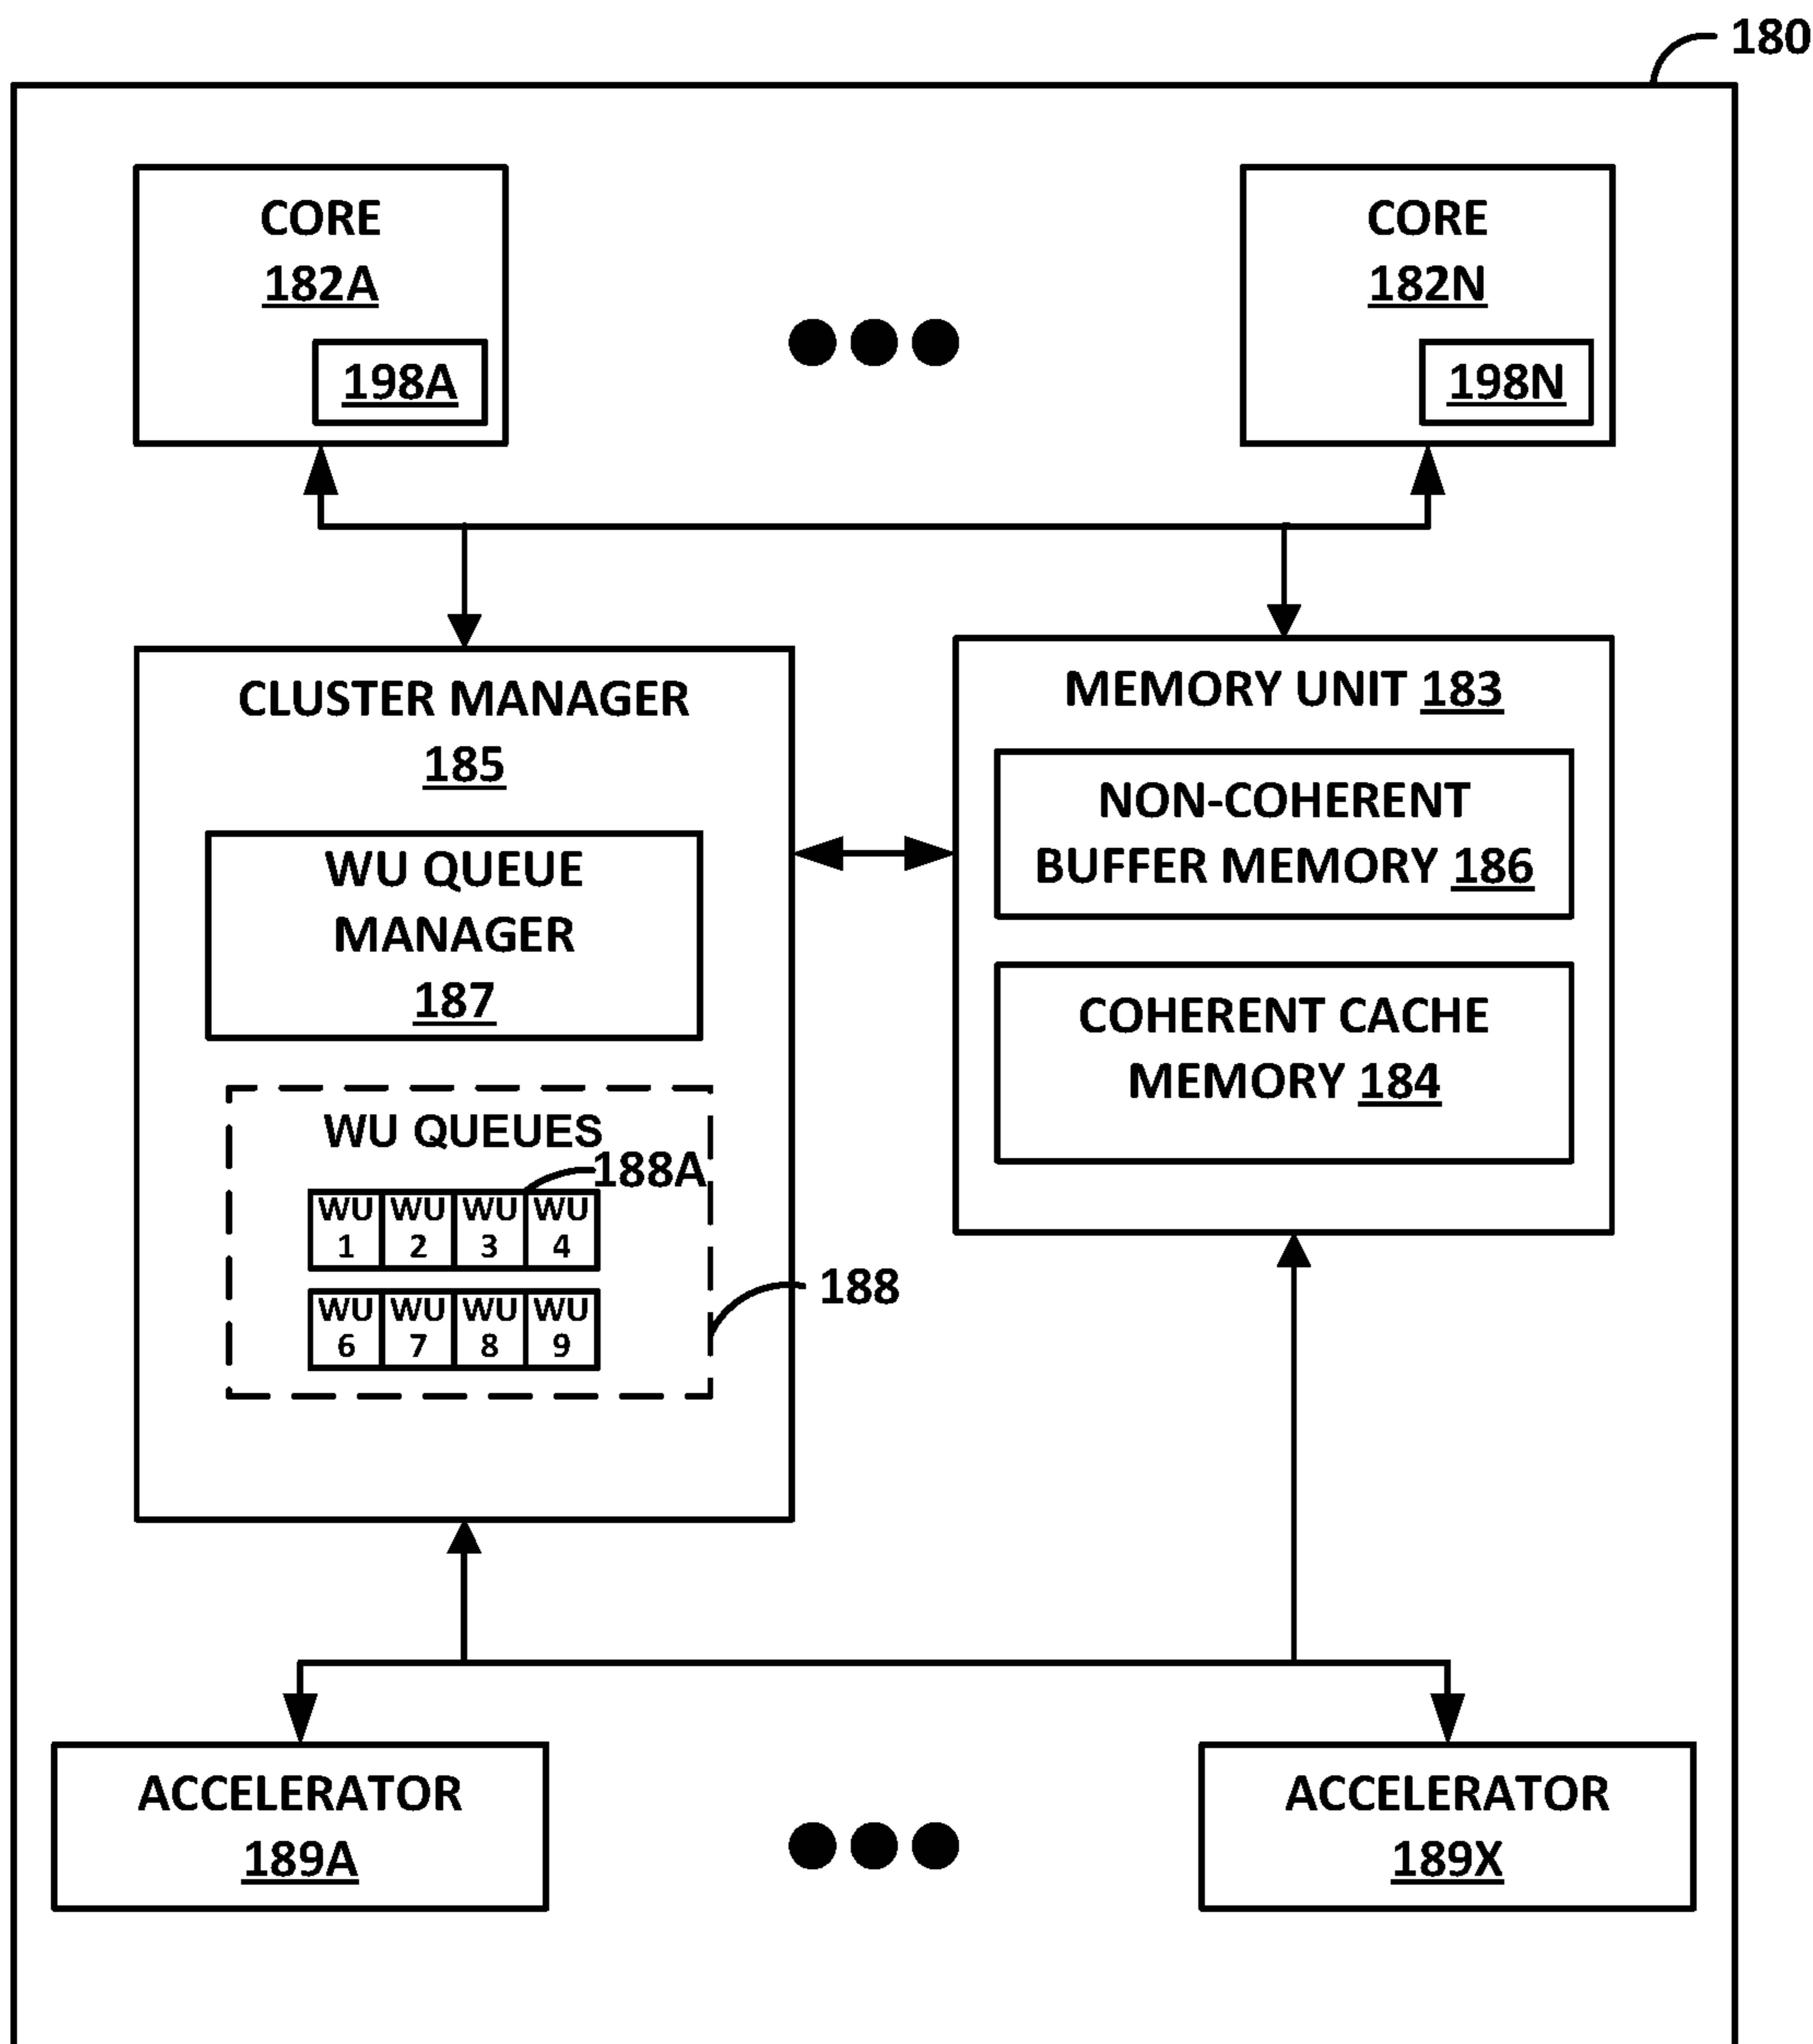 180
CORE
182A
198A
CORE
182N
198N
CLUSTER MANAGER
185
WU QUEUE
MANAGER
187
WU QUEUES
188A
WU WU WU WU
1 2 3 4
WU WU WU WU
6 7 8 9
188
MEMORY UNIT 183
NON-COHERENT
BUFFER MEMORY 186
COHERENT CACHE
MEMORY 184
ACCELERATOR
189A
ACCELERATOR
189X